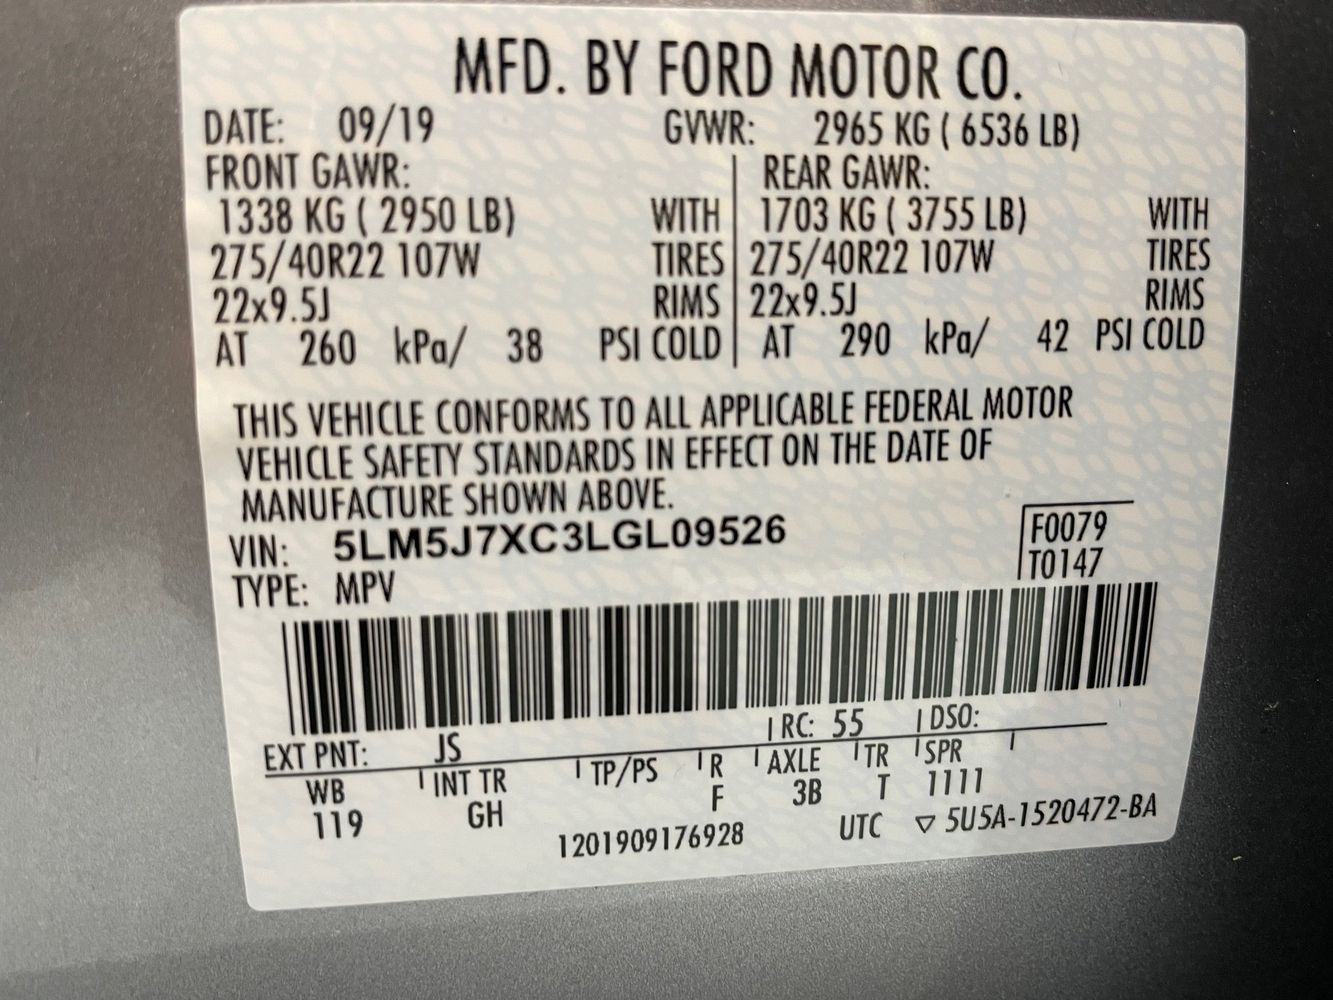 MFD. BY FORD MOTOR CO.
DATE: 09/19 GVWR: 2965 KG ( 6536 LB)
FRONT GAWR: REAR GAWR:
1338 KG ( 2950 LB) WITH 1703 KG ( 3755 LB) WITH
275/40R22 107W TIRES 275/40R22 107W TIRES
22x9.5J RIMS 22x9.5J RIMS
AT 260 kPa/ 38 PSI COLD AT 290 kPa/ 42 PSI COLD
THIS VEHICLE CONFORMS TO ALL APPLICABLE FEDERAL MOTOR
VEHICLE SAFETY STANDARDS IN EFFECT ON THE DATE OF
MANUFACTURE SHOWN ABOVE.
VIN: 5LM5J7XC3LGL09526 F0079
TYPE: MPV T0147
EXT PNT: JS RC: 55 DSO:
WB INT TR TP/PS R AXLE TR SPR
119 GH F 3B T 1111
1201909176928 UTC ▽ 5U5A-1520472-BA